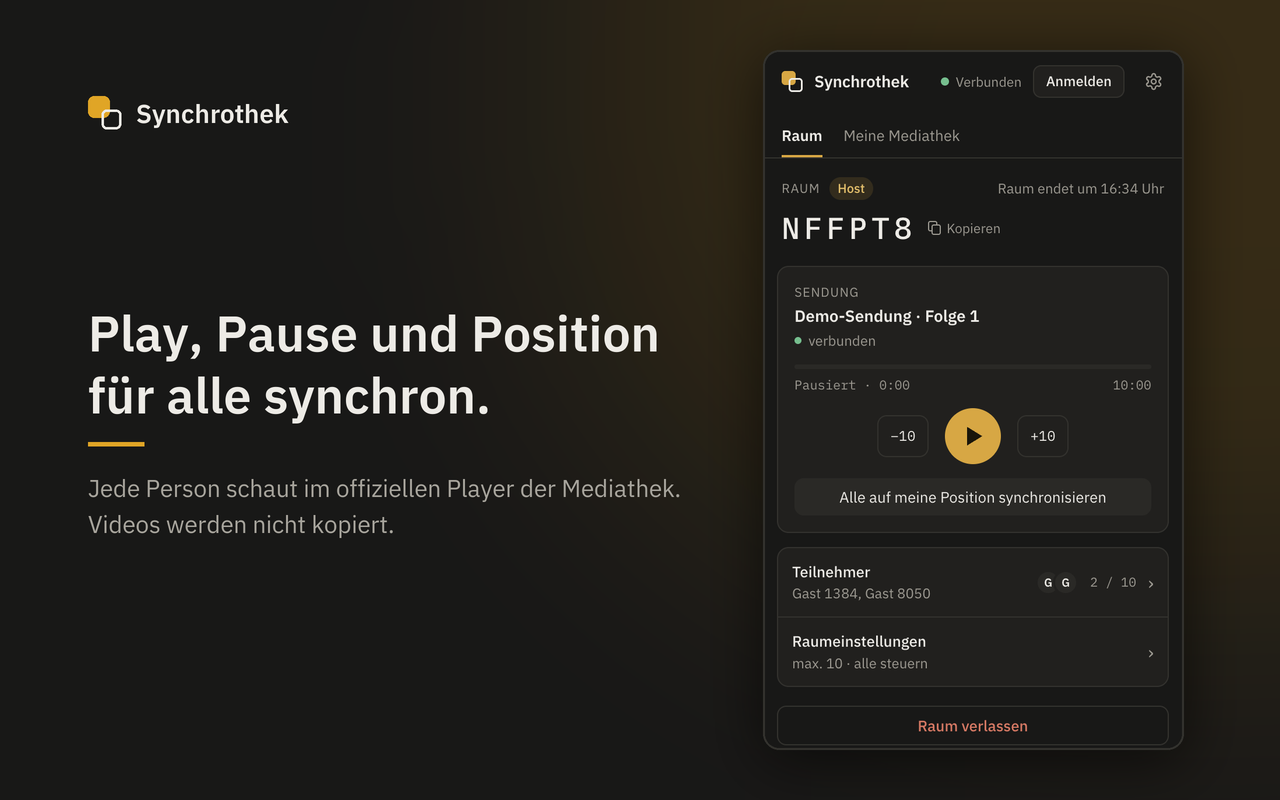 Synchrothek
Play, Pause und Position
für alle synchron.
Jede Person schaut im offiziellen Player der Mediathek.
Videos werden nicht kopiert.
Synchrothek
Verbunden
Anmelden
Raum
Meine Mediathek
RAUM
Host
Raum endet um 16:34 Uhr
NFFPT8
Kopieren
SENDUNG
Demo-Sendung · Folge 1
verbunden
Pausiert · 0:00
10:00
−10
+10
Alle auf meine Position synchronisieren
Teilnehmer
Gast 1384, Gast 8050
G G 2 / 10 ›
Raumeinstellungen
max. 10 · alle steuern
›
Raum verlassen